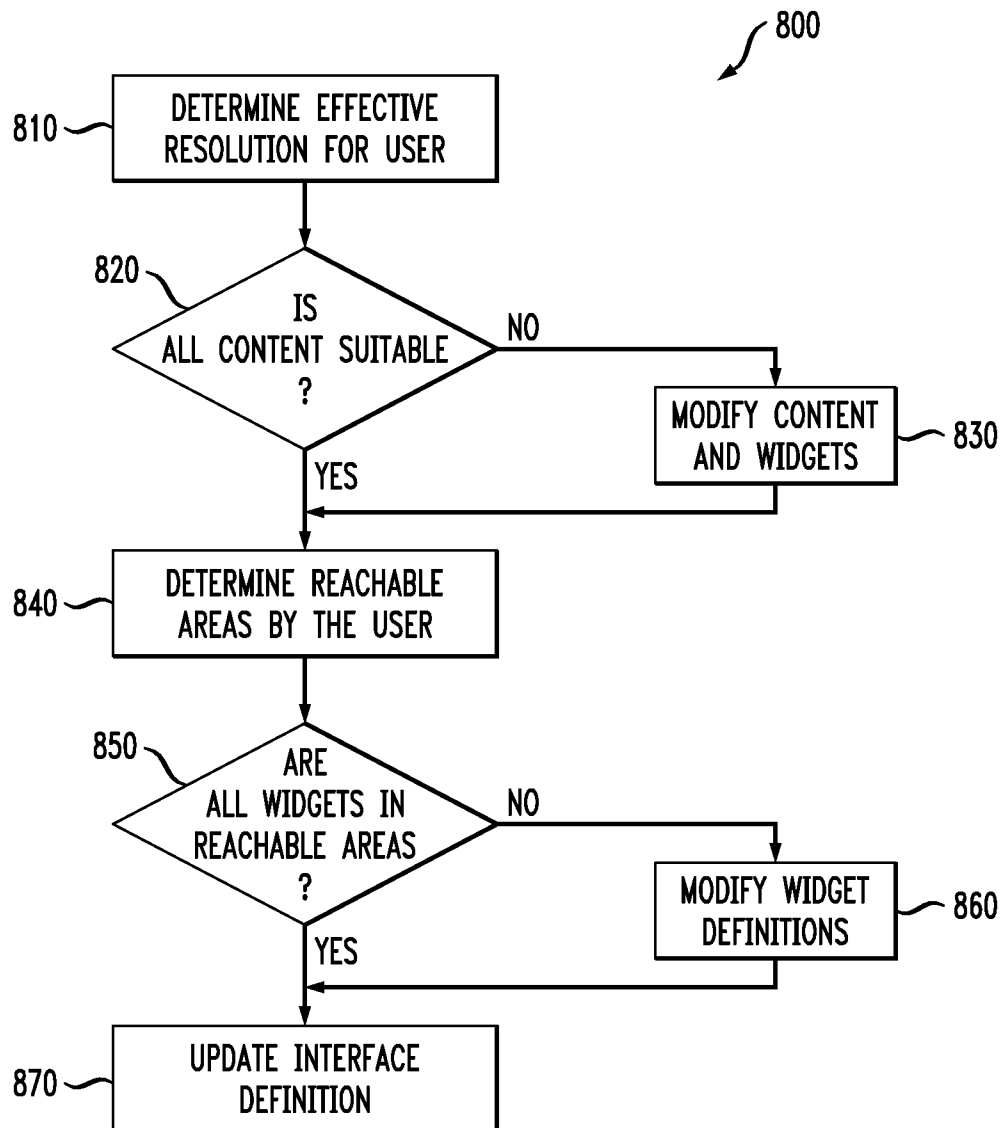 800
810
DETERMINE EFFECTIVE
RESOLUTION FOR USER
820
IS
ALL CONTENT SUITABLE
?
NO
YES
MODIFY CONTENT
AND WIDGETS
830
840
DETERMINE REACHABLE
AREAS BY THE USER
850
ARE
ALL WIDGETS IN
REACHABLE AREAS
?
NO
YES
MODIFY WIDGET
DEFINITIONS
860
870
UPDATE INTERFACE
DEFINITION